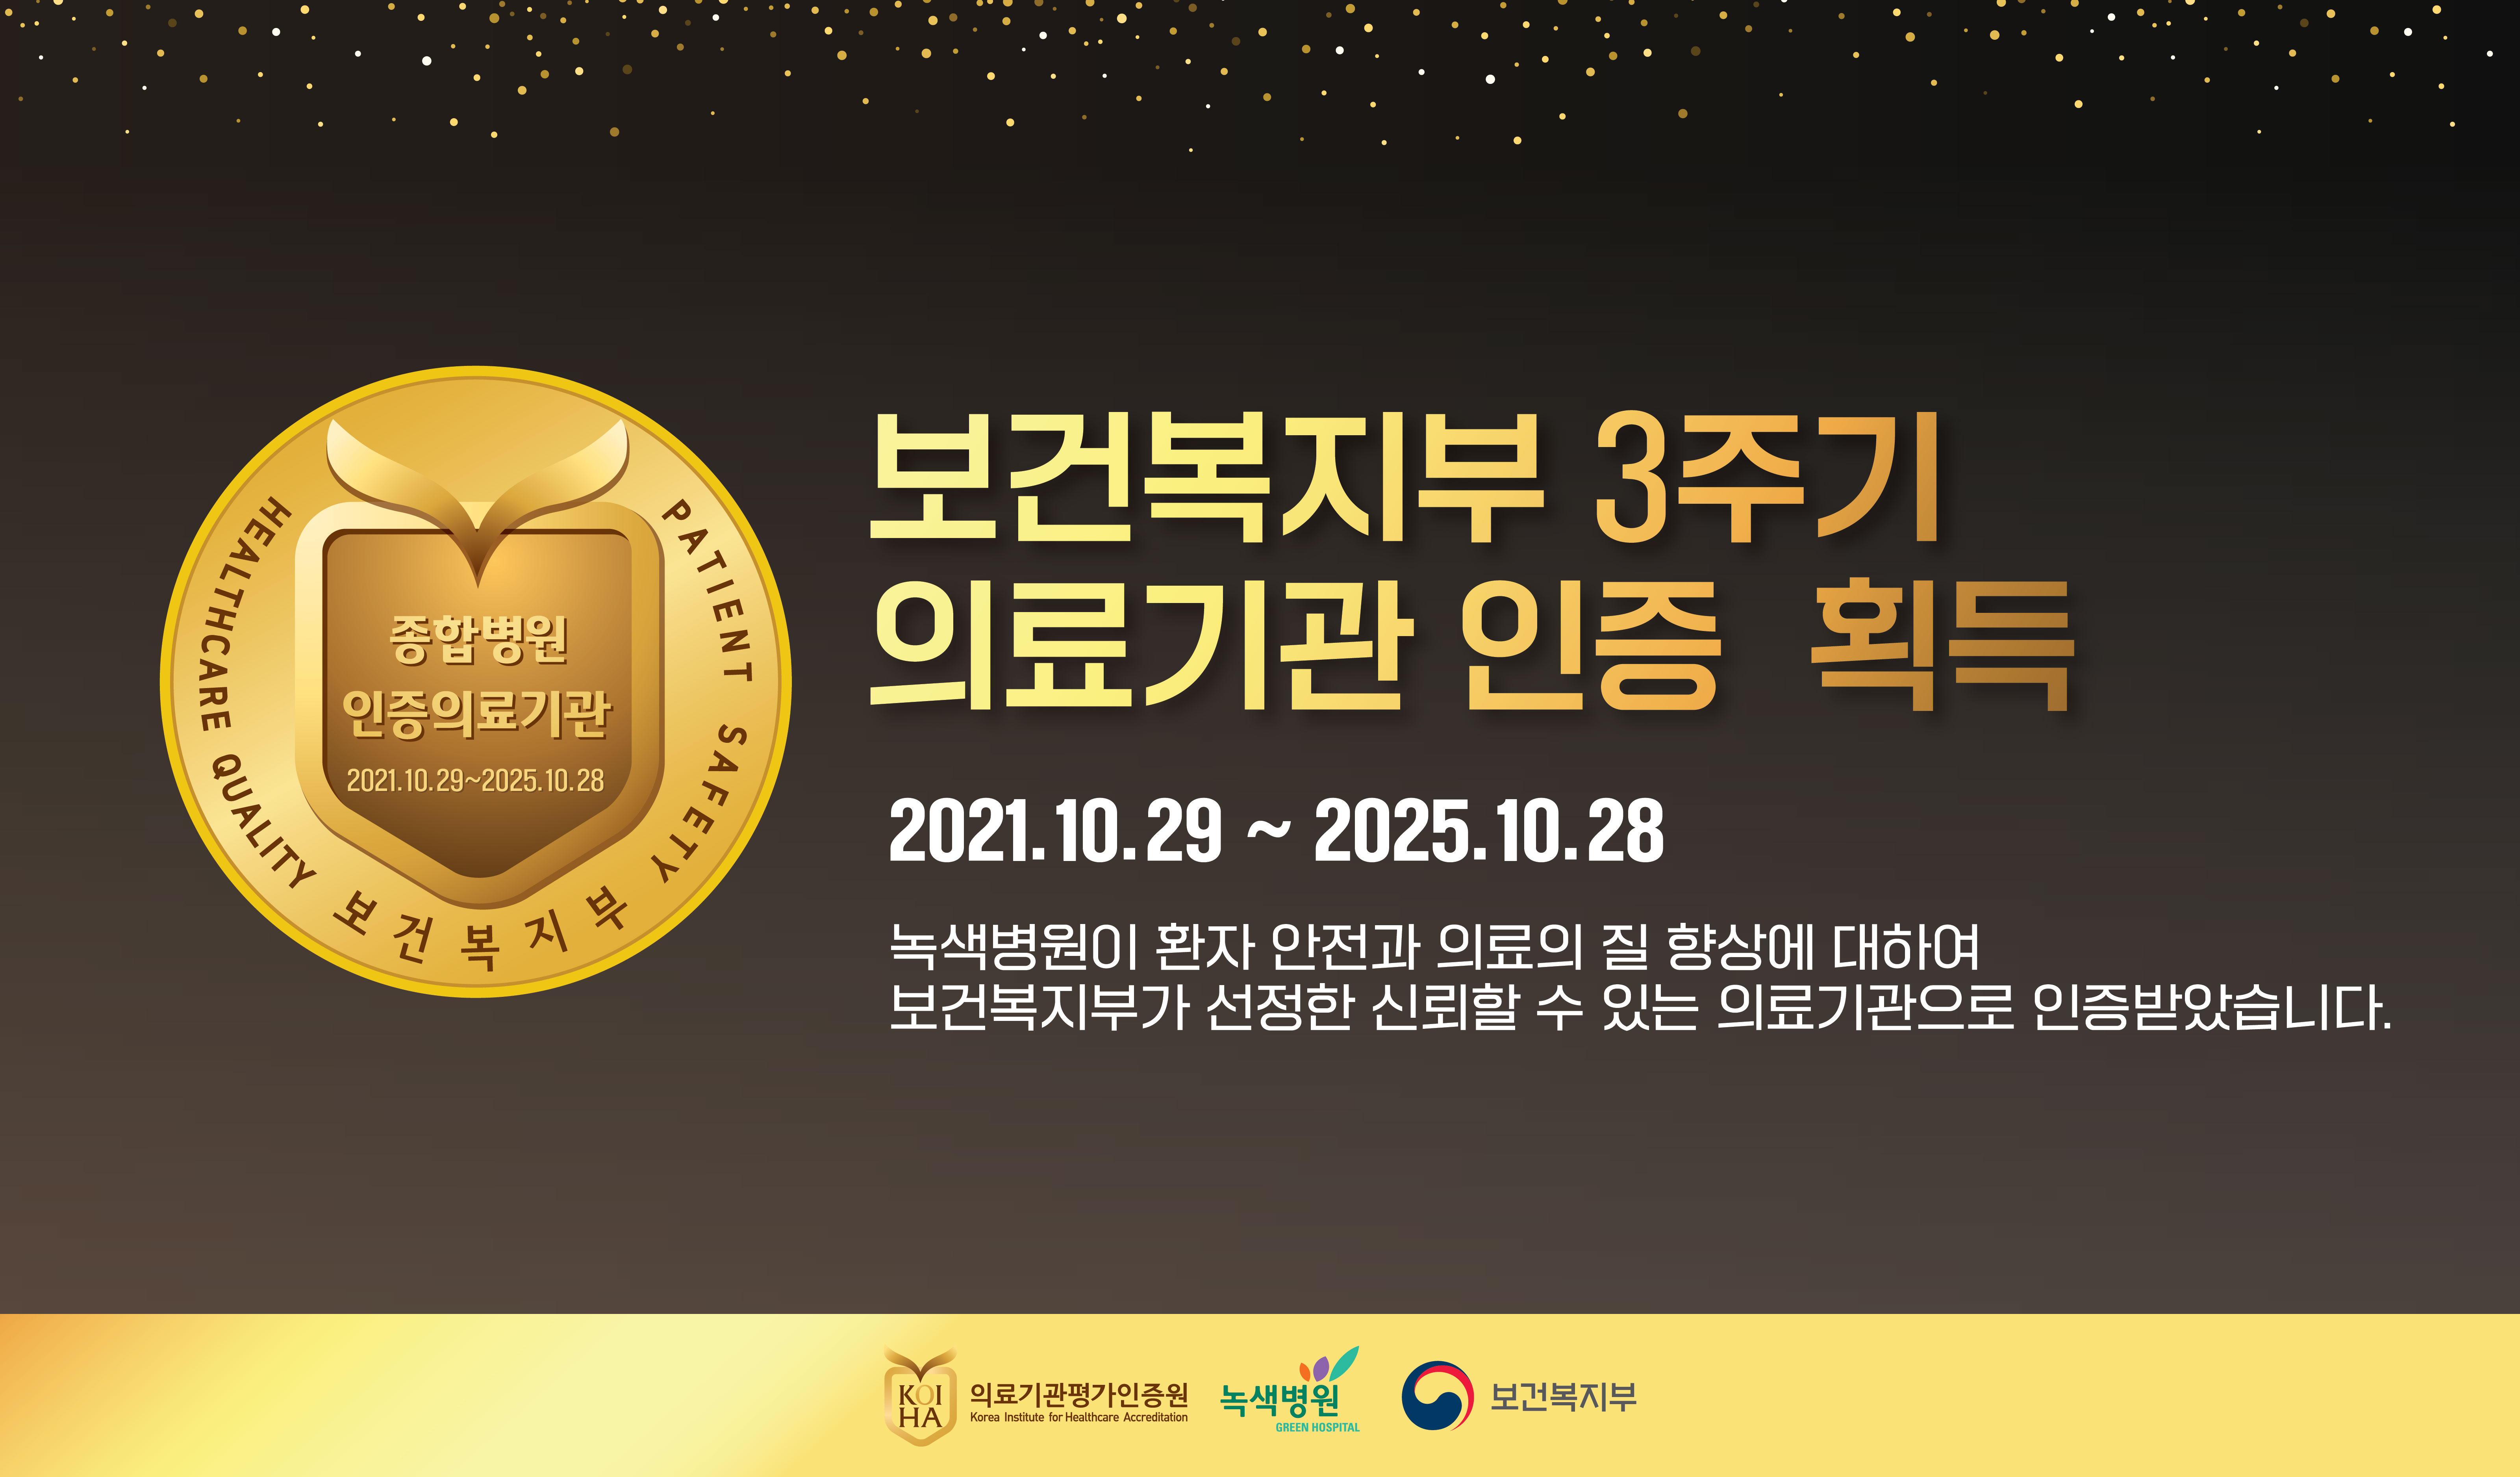 HEALTHCARE QUALITY
PATIENT SAFETY
보건복지부
종합병원
인증의료기관
2021.10.29~2025.10.28
보건복지부 3주기
의료기관 인증 획득
2021.10.29 ~ 2025.10.28
녹색병원이 환자 안전과 의료의 질 향상에 대하여
보건복지부가 선정한 신뢰할 수 있는 의료기관으로 인증받았습니다.
KOI
HA
의료기관평가인증원
Korea Institute for Healthcare Accreditation
녹색병원
GREEN HOSPITAL
보건복지부